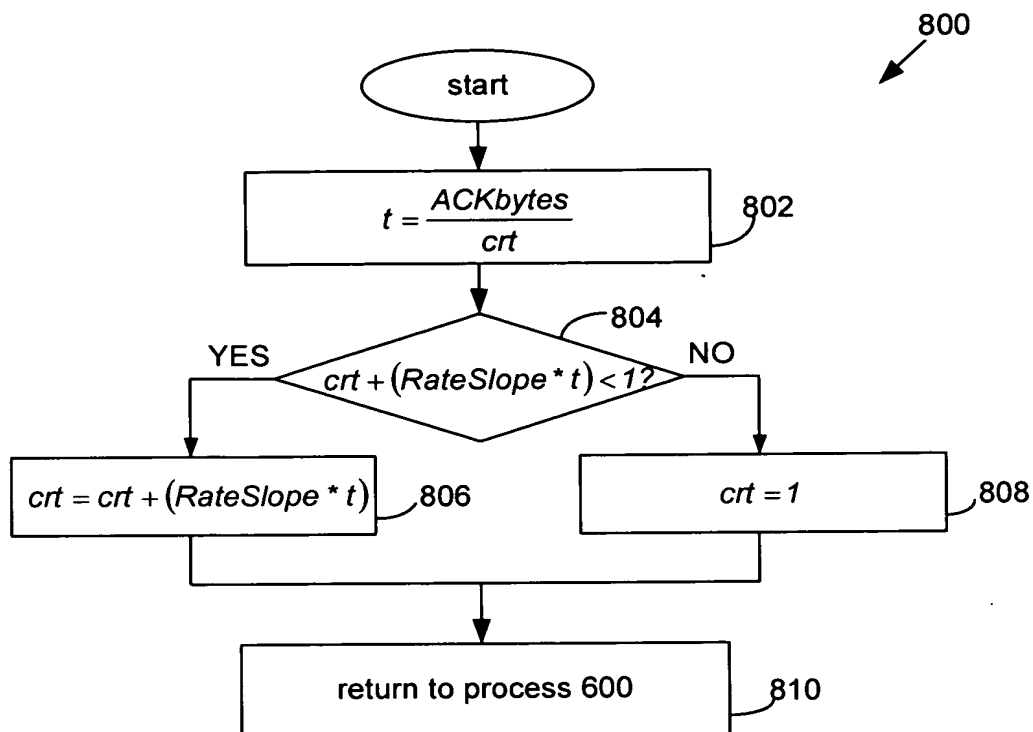 800
start
t = ACKbytes / crt
802
804
YES
NO
crt + (RateSlope * t) < 1?
crt = crt + (RateSlope * t)
806
crt = 1
808
return to process 600
810